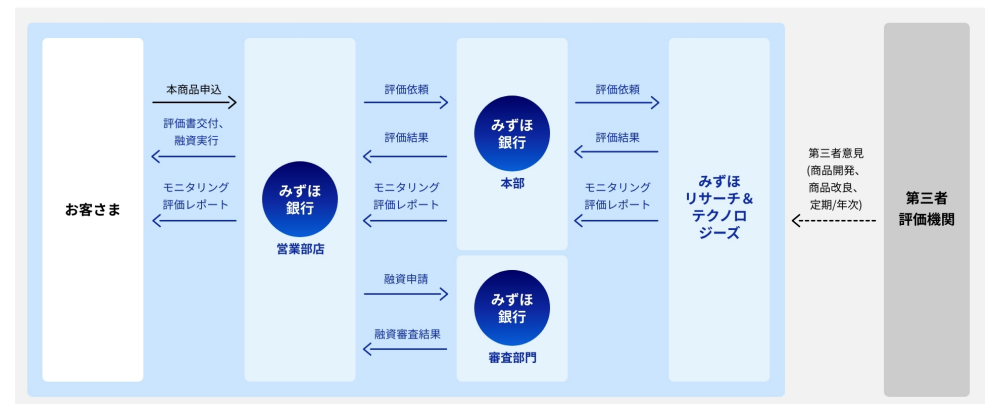 お客さま
本商品申込
評価書交付、
融資実行
モニタリング
評価レポート
みずほ
銀行
営業部店
評価依頼
評価結果
モニタリング
評価レポート
融資申請
融資審査結果
みずほ
銀行
本部
みずほ
銀行
審査部門
評価依頼
評価結果
モニタリング
評価レポート
みずほ
リサーチ＆
テクノロ
ジーズ
第三者意見
(商品開発、
商品改良、
定期/年次)
第三者
評価機関